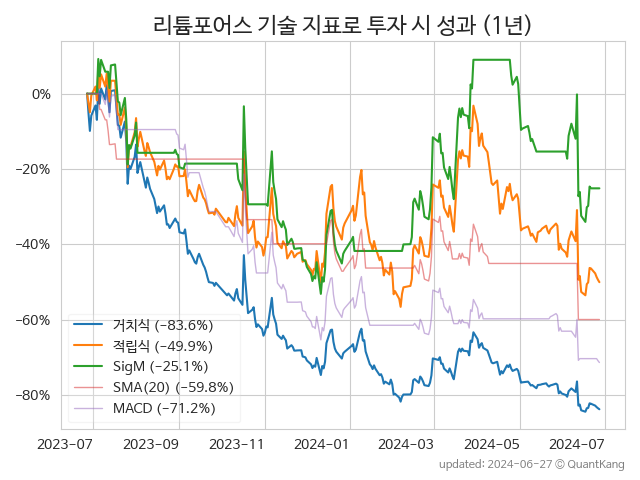 리튬포어스 기술 지표로 투자 시 성과 (1년)
0%
−20%
−40%
−60%
−80%
거치식 (−83.6%)
적립식 (−49.9%)
SigM (−25.1%)
SMA(20) (−59.8%)
MACD (−71.2%)
2023-07 2023-09 2023-11 2024-01 2024-03 2024-05 2024-07
updated: 2024-06-27 © QuantKang